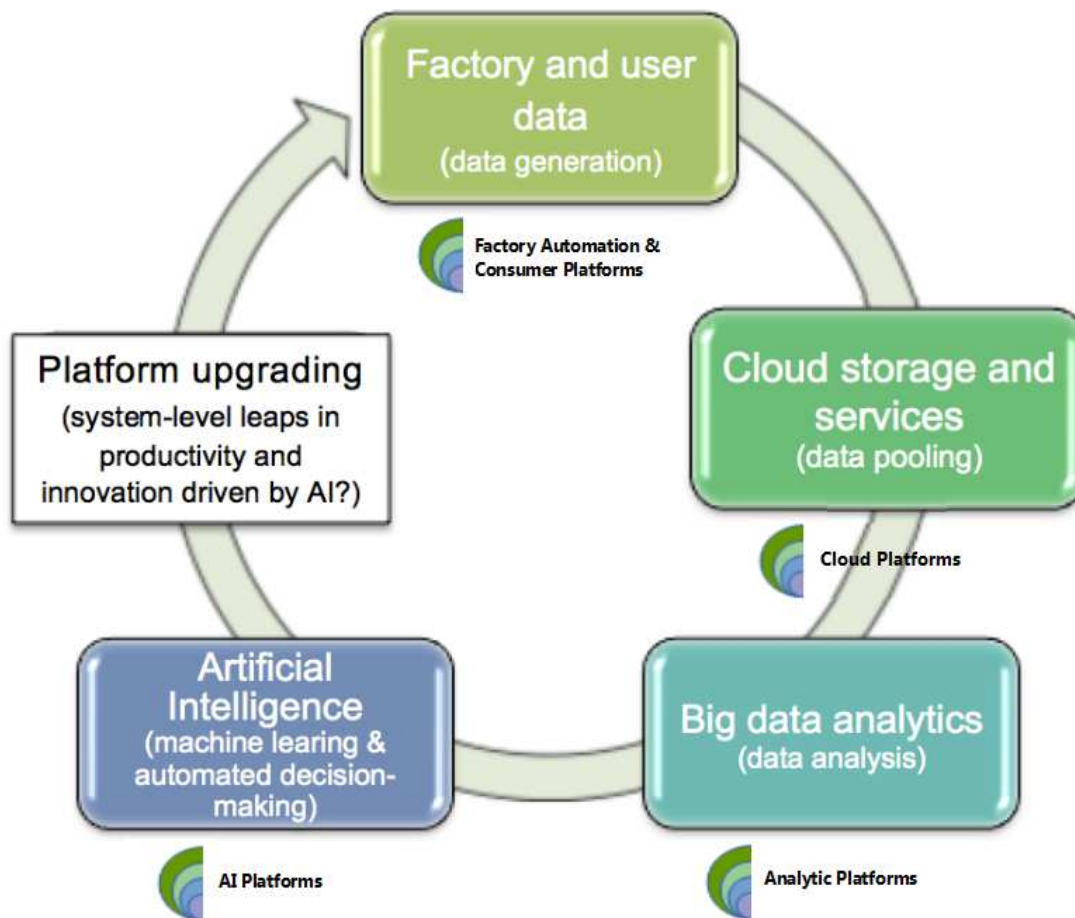 Factory and user
data
(data generation)
Factory Automation &
Consumer Platforms
Cloud storage and
services
(data pooling)
Cloud Platforms
Big data analytics
(data analysis)
Analytic Platforms
Artificial
Intelligence
(machine learing &
automated decision-
making)
AI Platforms
Platform upgrading
(system-level leaps in
productivity and
innovation driven by AI?)